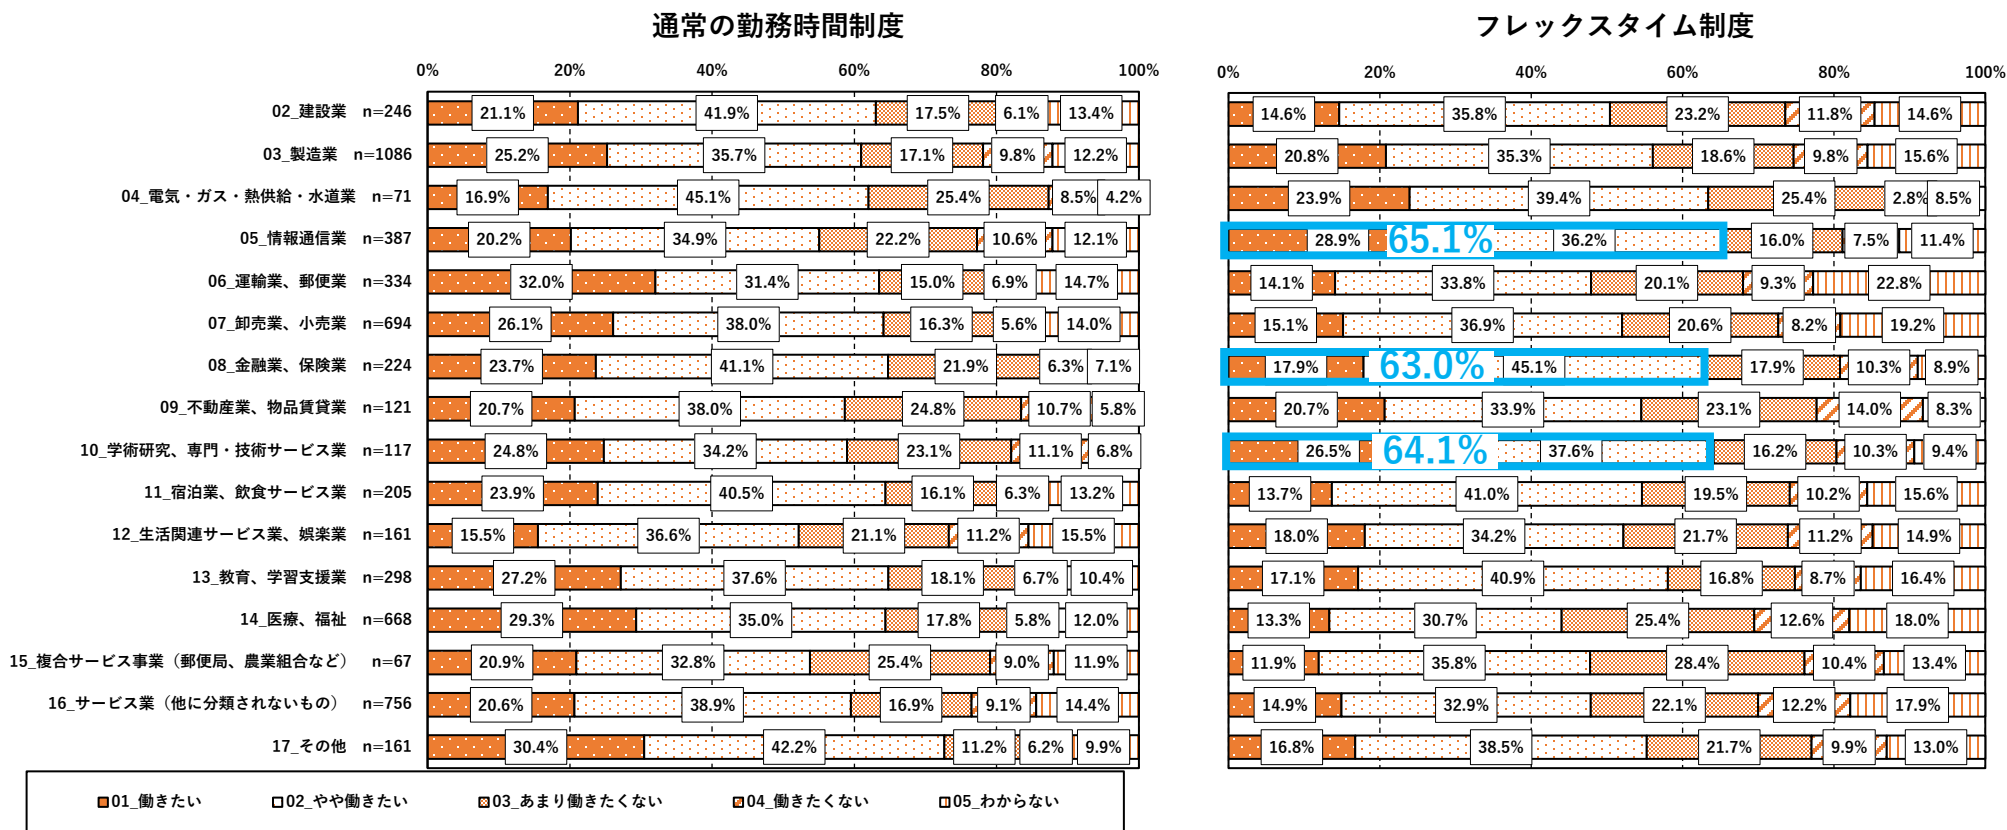 通常の勤務時間制度
フレックスタイム制度
0% 20% 40% 60% 80% 100%
0% 20% 40% 60% 80% 100%
02_建設業 n=246 21.1% 41.9% 17.5% 6.1% 13.4% 14.6% 35.8% 23.2% 11.8% 14.6%
03_製造業 n=1086 25.2% 35.7% 17.1% 9.8% 12.2% 20.8% 35.3% 18.6% 9.8% 15.6%
04_電気・ガス・熱供給・水道業 n=71 16.9% 45.1% 25.4% 8.5% 4.2% 23.9% 39.4% 25.4% 2.8% 8.5%
05_情報通信業 n=387 20.2% 34.9% 22.2% 10.6% 12.1% 28.9% 65.1% 36.2% 16.0% 7.5% 11.4%
06_運輸業、郵便業 n=334 32.0% 31.4% 15.0% 6.9% 14.7% 14.1% 33.8% 20.1% 9.3% 22.8%
07_卸売業、小売業 n=694 26.1% 38.0% 16.3% 5.6% 14.0% 15.1% 36.9% 20.6% 8.2% 19.2%
08_金融業、保険業 n=224 23.7% 41.1% 21.9% 6.3% 7.1% 17.9% 63.0% 45.1% 17.9% 10.3% 8.9%
09_不動産業、物品賃貸業 n=121 20.7% 38.0% 24.8% 10.7% 5.8% 20.7% 33.9% 23.1% 14.0% 8.3%
10_学術研究、専門・技術サービス業 n=117 24.8% 34.2% 23.1% 11.1% 6.8% 26.5% 64.1% 37.6% 16.2% 10.3% 9.4%
11_宿泊業、飲食サービス業 n=205 23.9% 40.5% 16.1% 6.3% 13.2% 13.7% 41.0% 19.5% 10.2% 15.6%
12_生活関連サービス業、娯楽業 n=161 15.5% 36.6% 21.1% 11.2% 15.5% 18.0% 34.2% 21.7% 11.2% 14.9%
13_教育、学習支援業 n=298 27.2% 37.6% 18.1% 6.7% 10.4% 17.1% 40.9% 16.8% 8.7% 16.4%
14_医療、福祉 n=668 29.3% 35.0% 17.8% 5.8% 12.0% 13.3% 30.7% 25.4% 12.6% 18.0%
15_複合サービス事業（郵便局、農業組合など） n=67 20.9% 32.8% 25.4% 9.0% 11.9% 11.9% 35.8% 28.4% 10.4% 13.4%
16_サービス業（他に分類されないもの） n=756 20.6% 38.9% 16.9% 9.1% 14.4% 14.9% 32.9% 22.1% 12.2% 17.9%
17_その他 n=161 30.4% 42.2% 11.2% 6.2% 9.9% 16.8% 38.5% 21.7% 9.9% 13.0%
01_働きたい 02_やや働きたい 03_あまり働きたくない 04_働きたくない 05_わからない